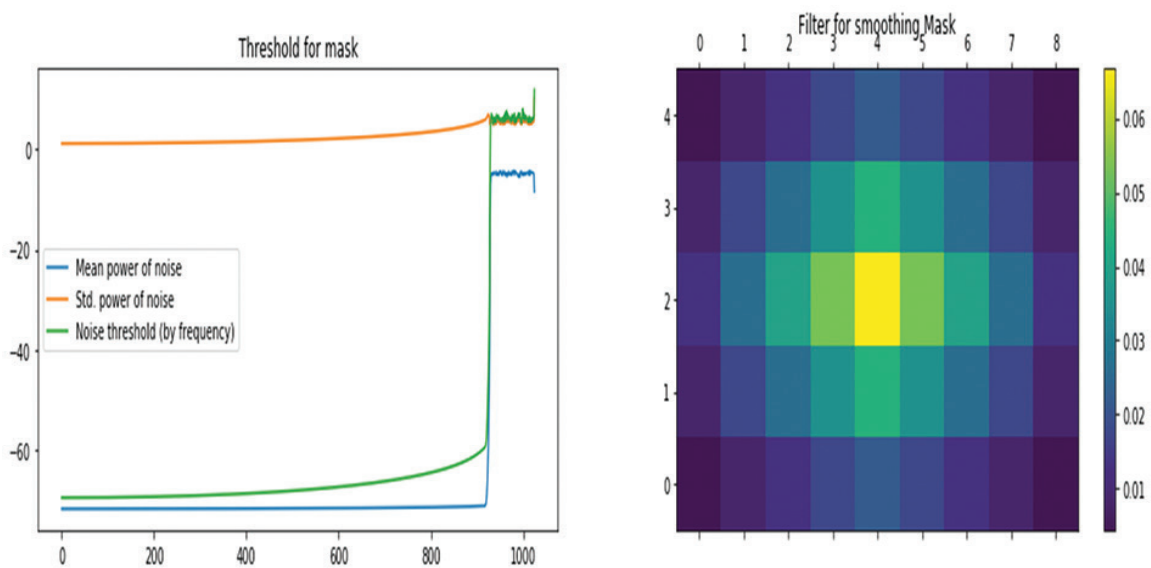 Threshold for mask
0
−20
−40
−60
Mean power of noise
Std. power of noise
Noise threshold (by frequency)
0 200 400 600 800 1000
Filter for smoothing Mask
0 1 2 3 4 5 6 7 8
4
3
2
1
0
0.06
0.05
0.04
0.03
0.02
0.01